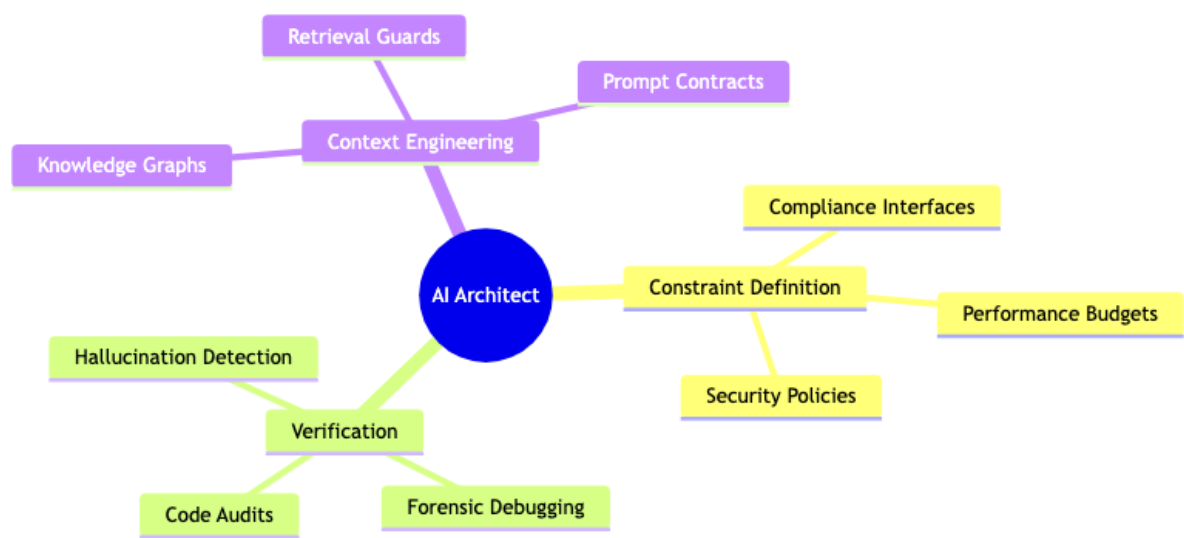 Retrieval Guards
Prompt Contracts
Context Engineering
Knowledge Graphs
Compliance Interfaces
AI Architect
Constraint Definition
Performance Budgets
Hallucination Detection
Security Policies
Verification
Code Audits
Forensic Debugging